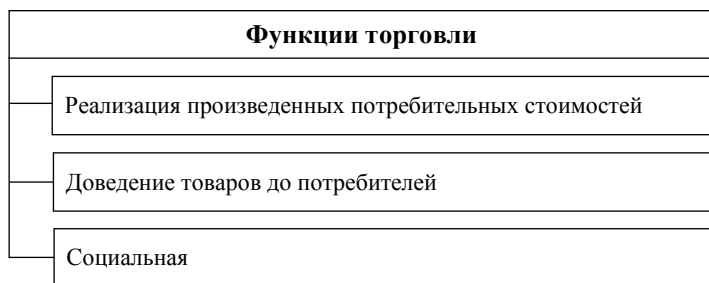 Функции торговли
Реализация произведенных потребительных стоимостей
Доведение товаров до потребителей
Социальная